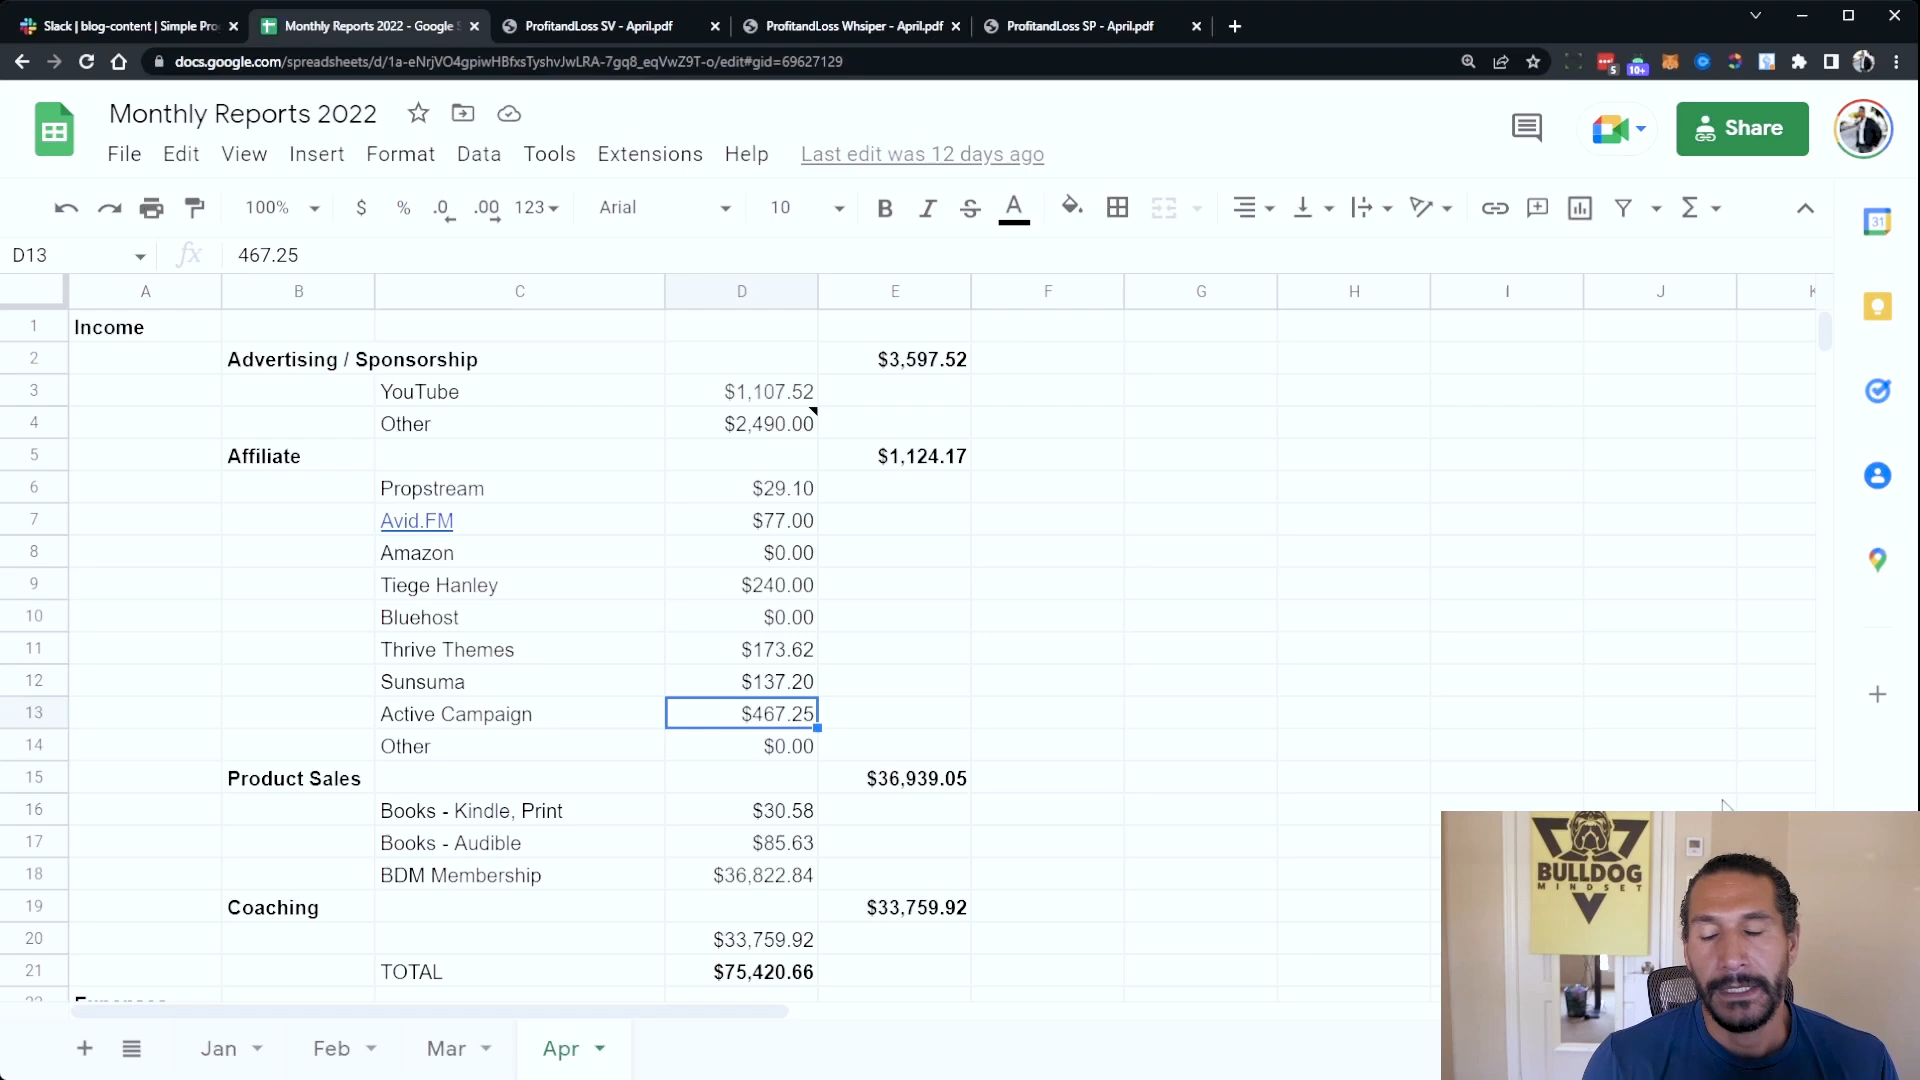 Slack | blog-content | Simple Pro
Monthly Reports 2022 - Google S
ProfitandLoss SV - April.pdf
ProfitandLoss Whsiper - April.pdf
ProfitandLoss SP - April.pdf
docs.google.com/spreadsheets/d/1a-eNrjVO4gpiwHBfxsTyshvJwLRA-7gq8_eqVwZ9T-o/edit#gid=69627129
5
10+
Monthly Reports 2022
Share
File Edit View Insert Format Data Tools Extensions Help Last edit was 12 days ago
100% $ % .0 .00 123 Arial 10 B I S A
31
D13 fx 467.25
A B C D E F G H I J K
1 Income
2 Advertising / Sponsorship $3,597.52
3 YouTube $1,107.52
4 Other $2,490.00
5 Affiliate $1,124.17
6 Propstream $29.10
7 Avid.FM $77.00
8 Amazon $0.00
9 Tiege Hanley $240.00
10 Bluehost $0.00
11 Thrive Themes $173.62
12 Sunsuma $137.20
13 Active Campaign $467.25
14 Other $0.00
15 Product Sales $36,939.05
16 Books - Kindle, Print $30.58
17 Books - Audible $85.63
18 BDM Membership $36,822.84
19 Coaching $33,759.92
20 $33,759.92
21 TOTAL $75,420.66
22 Expenses
Jan Feb Mar Apr
BULLDOG
MINDSET